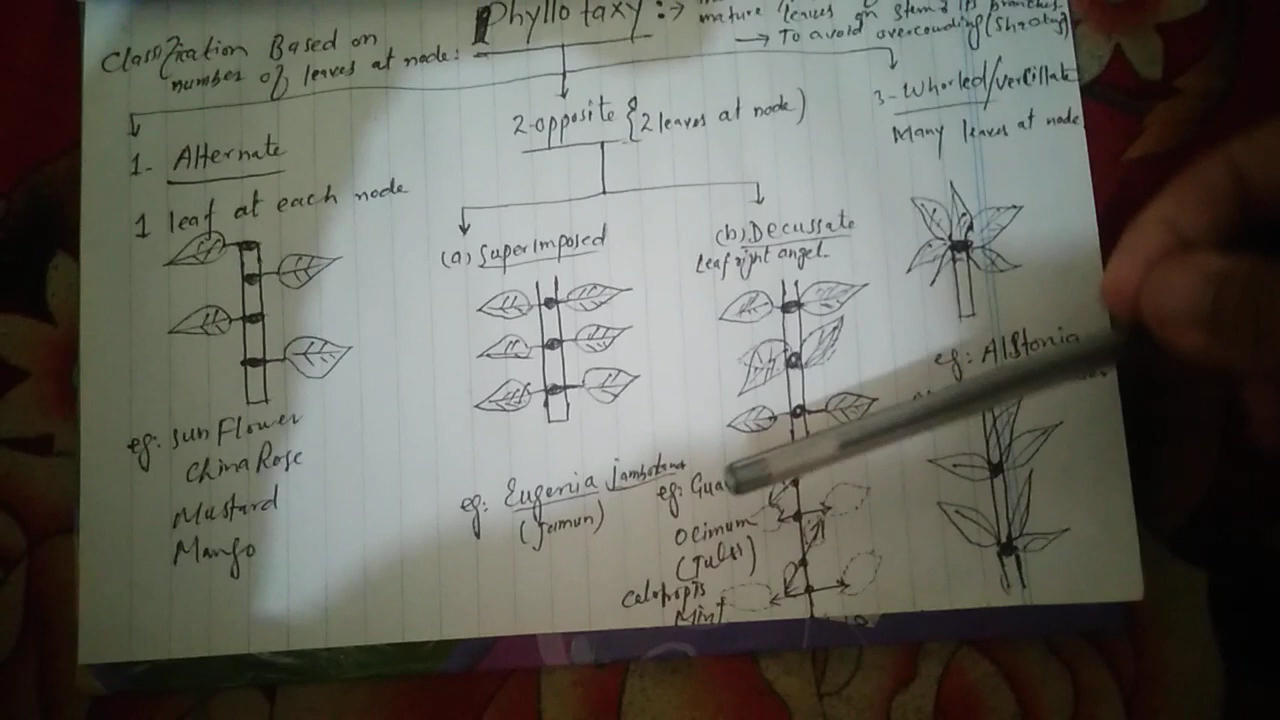 Phyllotaxy :→
mature leaves on stem & its branches
→ To avoid overcrowding (Shading)
Classification Based on
number of leaves at node:
1- Alternate
1 leaf at each node
eg: sunFlower
ChinaRose
Mustard
Mango
2-opposite {2 leaves at node)
(a) Superimposed
eg: Eugenia
(Jamun)
(b) Decussate
Leaf right angel.
eg: Gua
Ocimum
(Tulsi)
Calotropis
Mint
3-Whorled/verticillate
Many leaves at node
eg: Alstonia